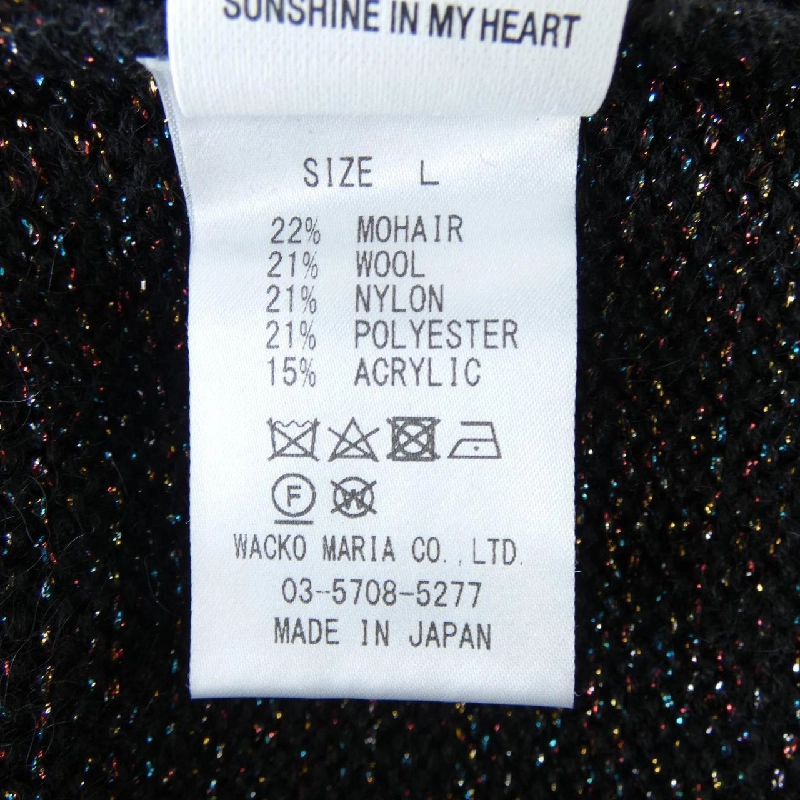 SUNSHINE IN MY HEART
SIZE L
22% MOHAIR
21% WOOL
21% NYLON
21% POLYESTER
15% ACRYLIC
F W
WACKO MARIA CO.,LTD.
03-5708-5277
MADE IN JAPAN